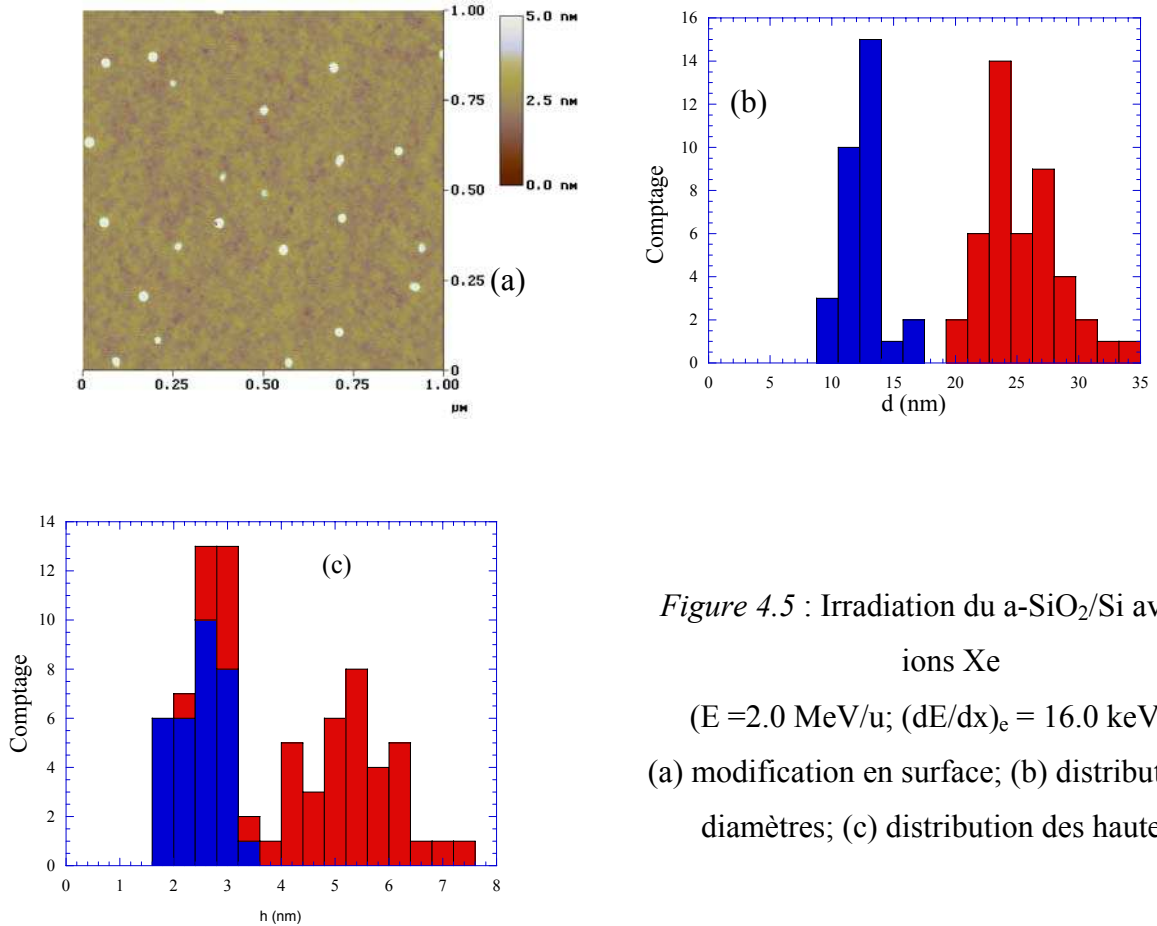 1.00
0.75
0.50
0.25
0
0 0.25 0.50 0.75 1.00
µM
5.0 nM
2.5 nM
0.0 nM
(a)
16
14
12
10
8
6
4
2
0
Comptage
(b)
0 5 10 15 20 25 30 35
d (nm)
14
12
10
8
6
4
2
0
Comptage
(c)
0 1 2 3 4 5 6 7 8
h (nm)
Figure 4.5 : Irradiation du a-SiO₂/Si
ions Xe
(E =2.0 MeV/u; (dE/dx)ₑ = 16.0 keV
(a) modification en surface; (b)
diamètres; (c) distribution des